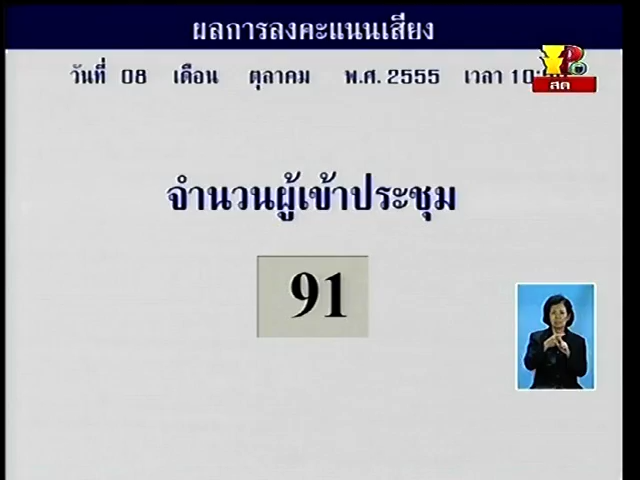 ผลการลงคะแนนเสียง
วันที่ 08 เดือน ตุลาคม พ.ศ. 2555 เวลา 10:
สด
จำนวนผู้เข้าประชุม
91